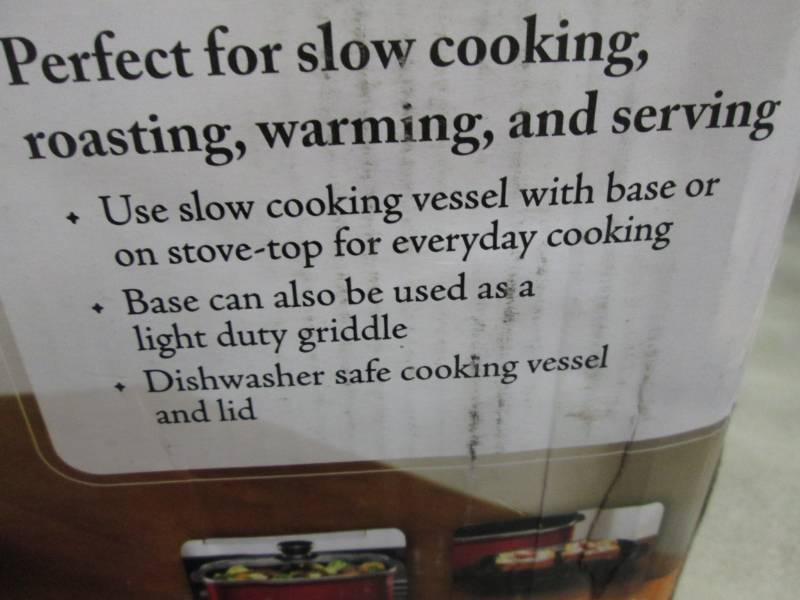 Perfect for slow cooking,
roasting, warming, and serving
Use slow cooking vessel with base or
on stove-top for everyday cooking
Base can also be used as a
light duty griddle
Dishwasher safe cooking vessel
and lid